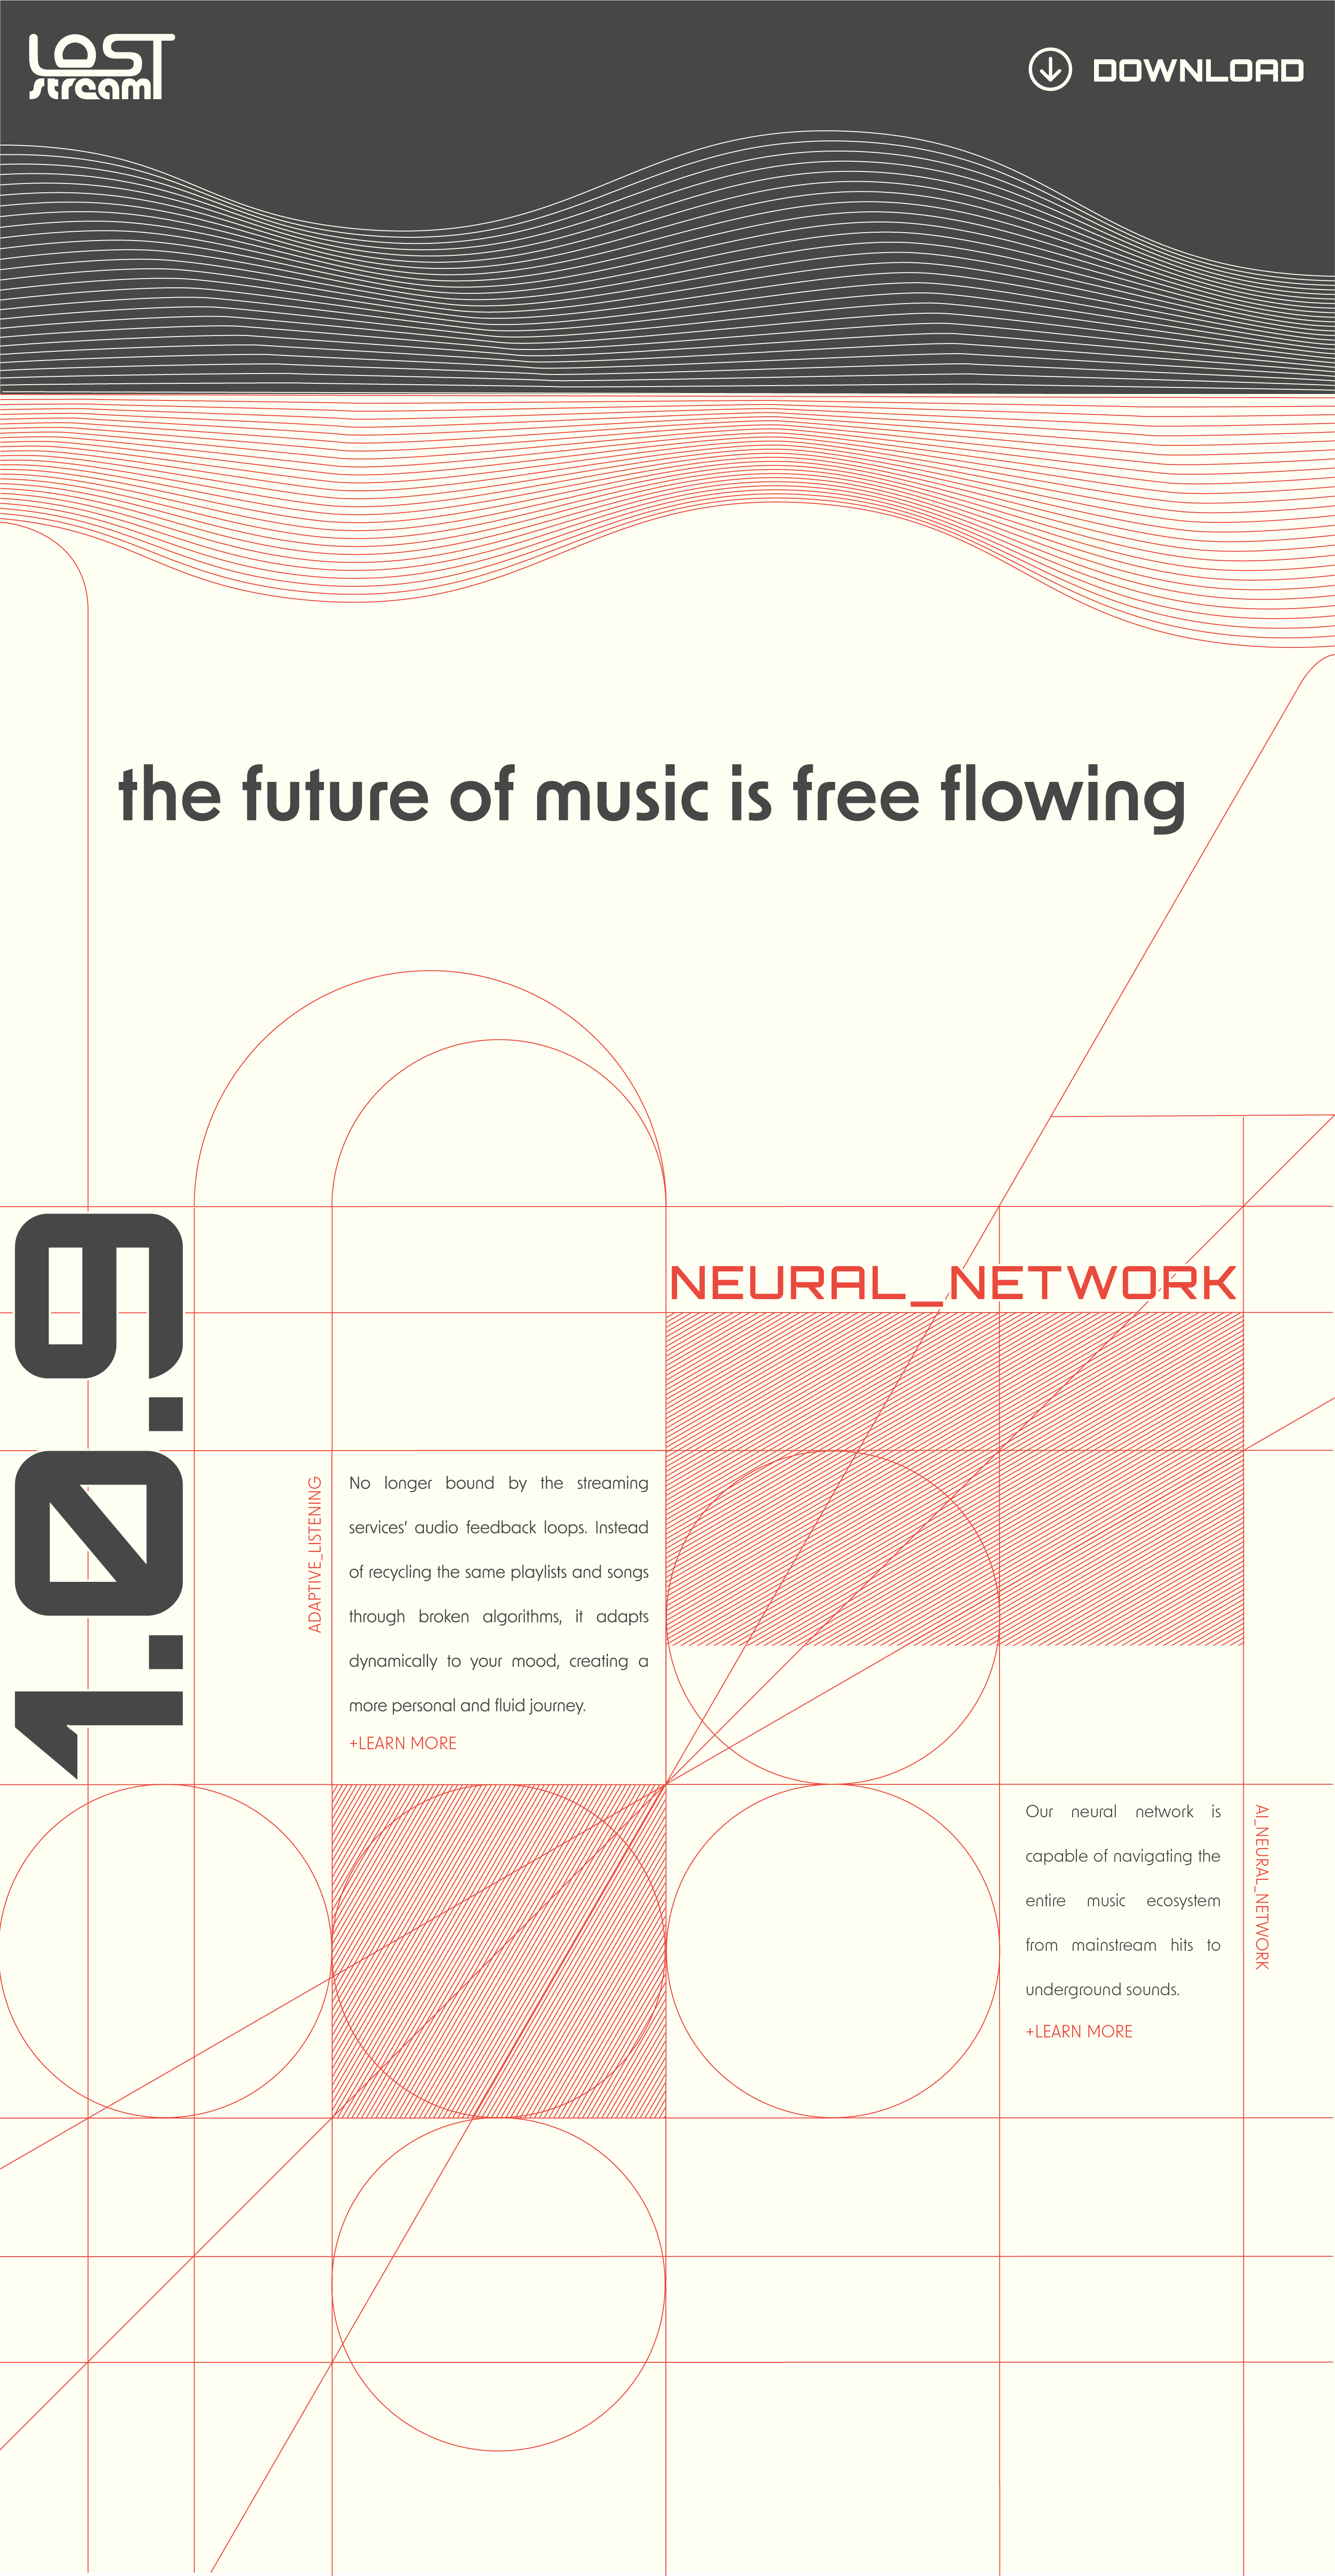 LOST
stream
DOWNLOAD
the future of music is free flowing
1.0.9
NEURAL_NETWORK
ADAPTIVE_LISTENING
No longer bound by the streaming
services’ audio feedback loops. Instead
of recycling the same playlists and songs
through broken algorithms, it adapts
dynamically to your mood, creating a
more personal and fluid journey.
+LEARN MORE
Our neural network is
capable of navigating the
entire music ecosystem
from mainstream hits to
underground sounds.
+LEARN MORE
AI_NEURAL_NETWORK